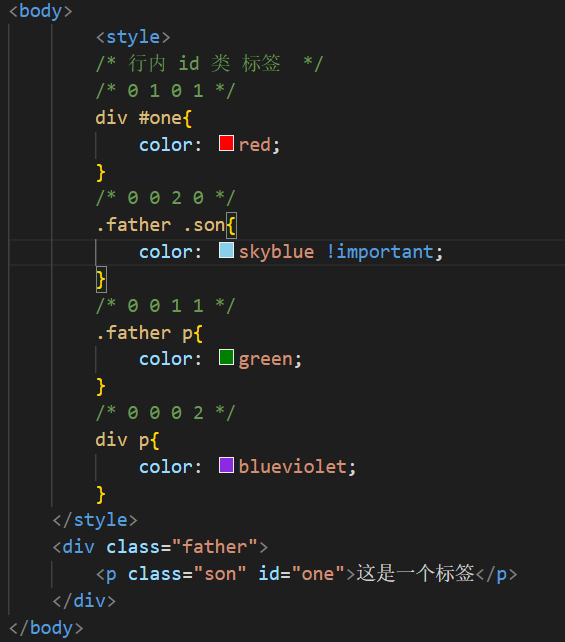 <body>
<style>
/* 行内 id 类 标签  */
/* 0 1 0 1 */
div #one{
color: red;
}
/* 0 0 2 0 */
.father .son{
color: skyblue !important;
}
/* 0 0 1 1 */
.father p{
color: green;
}
/* 0 0 0 2 */
div p{
color: blueviolet;
}
</style>
<div class="father">
<p class="son" id="one">这是一个标签</p>
</div>
</body>